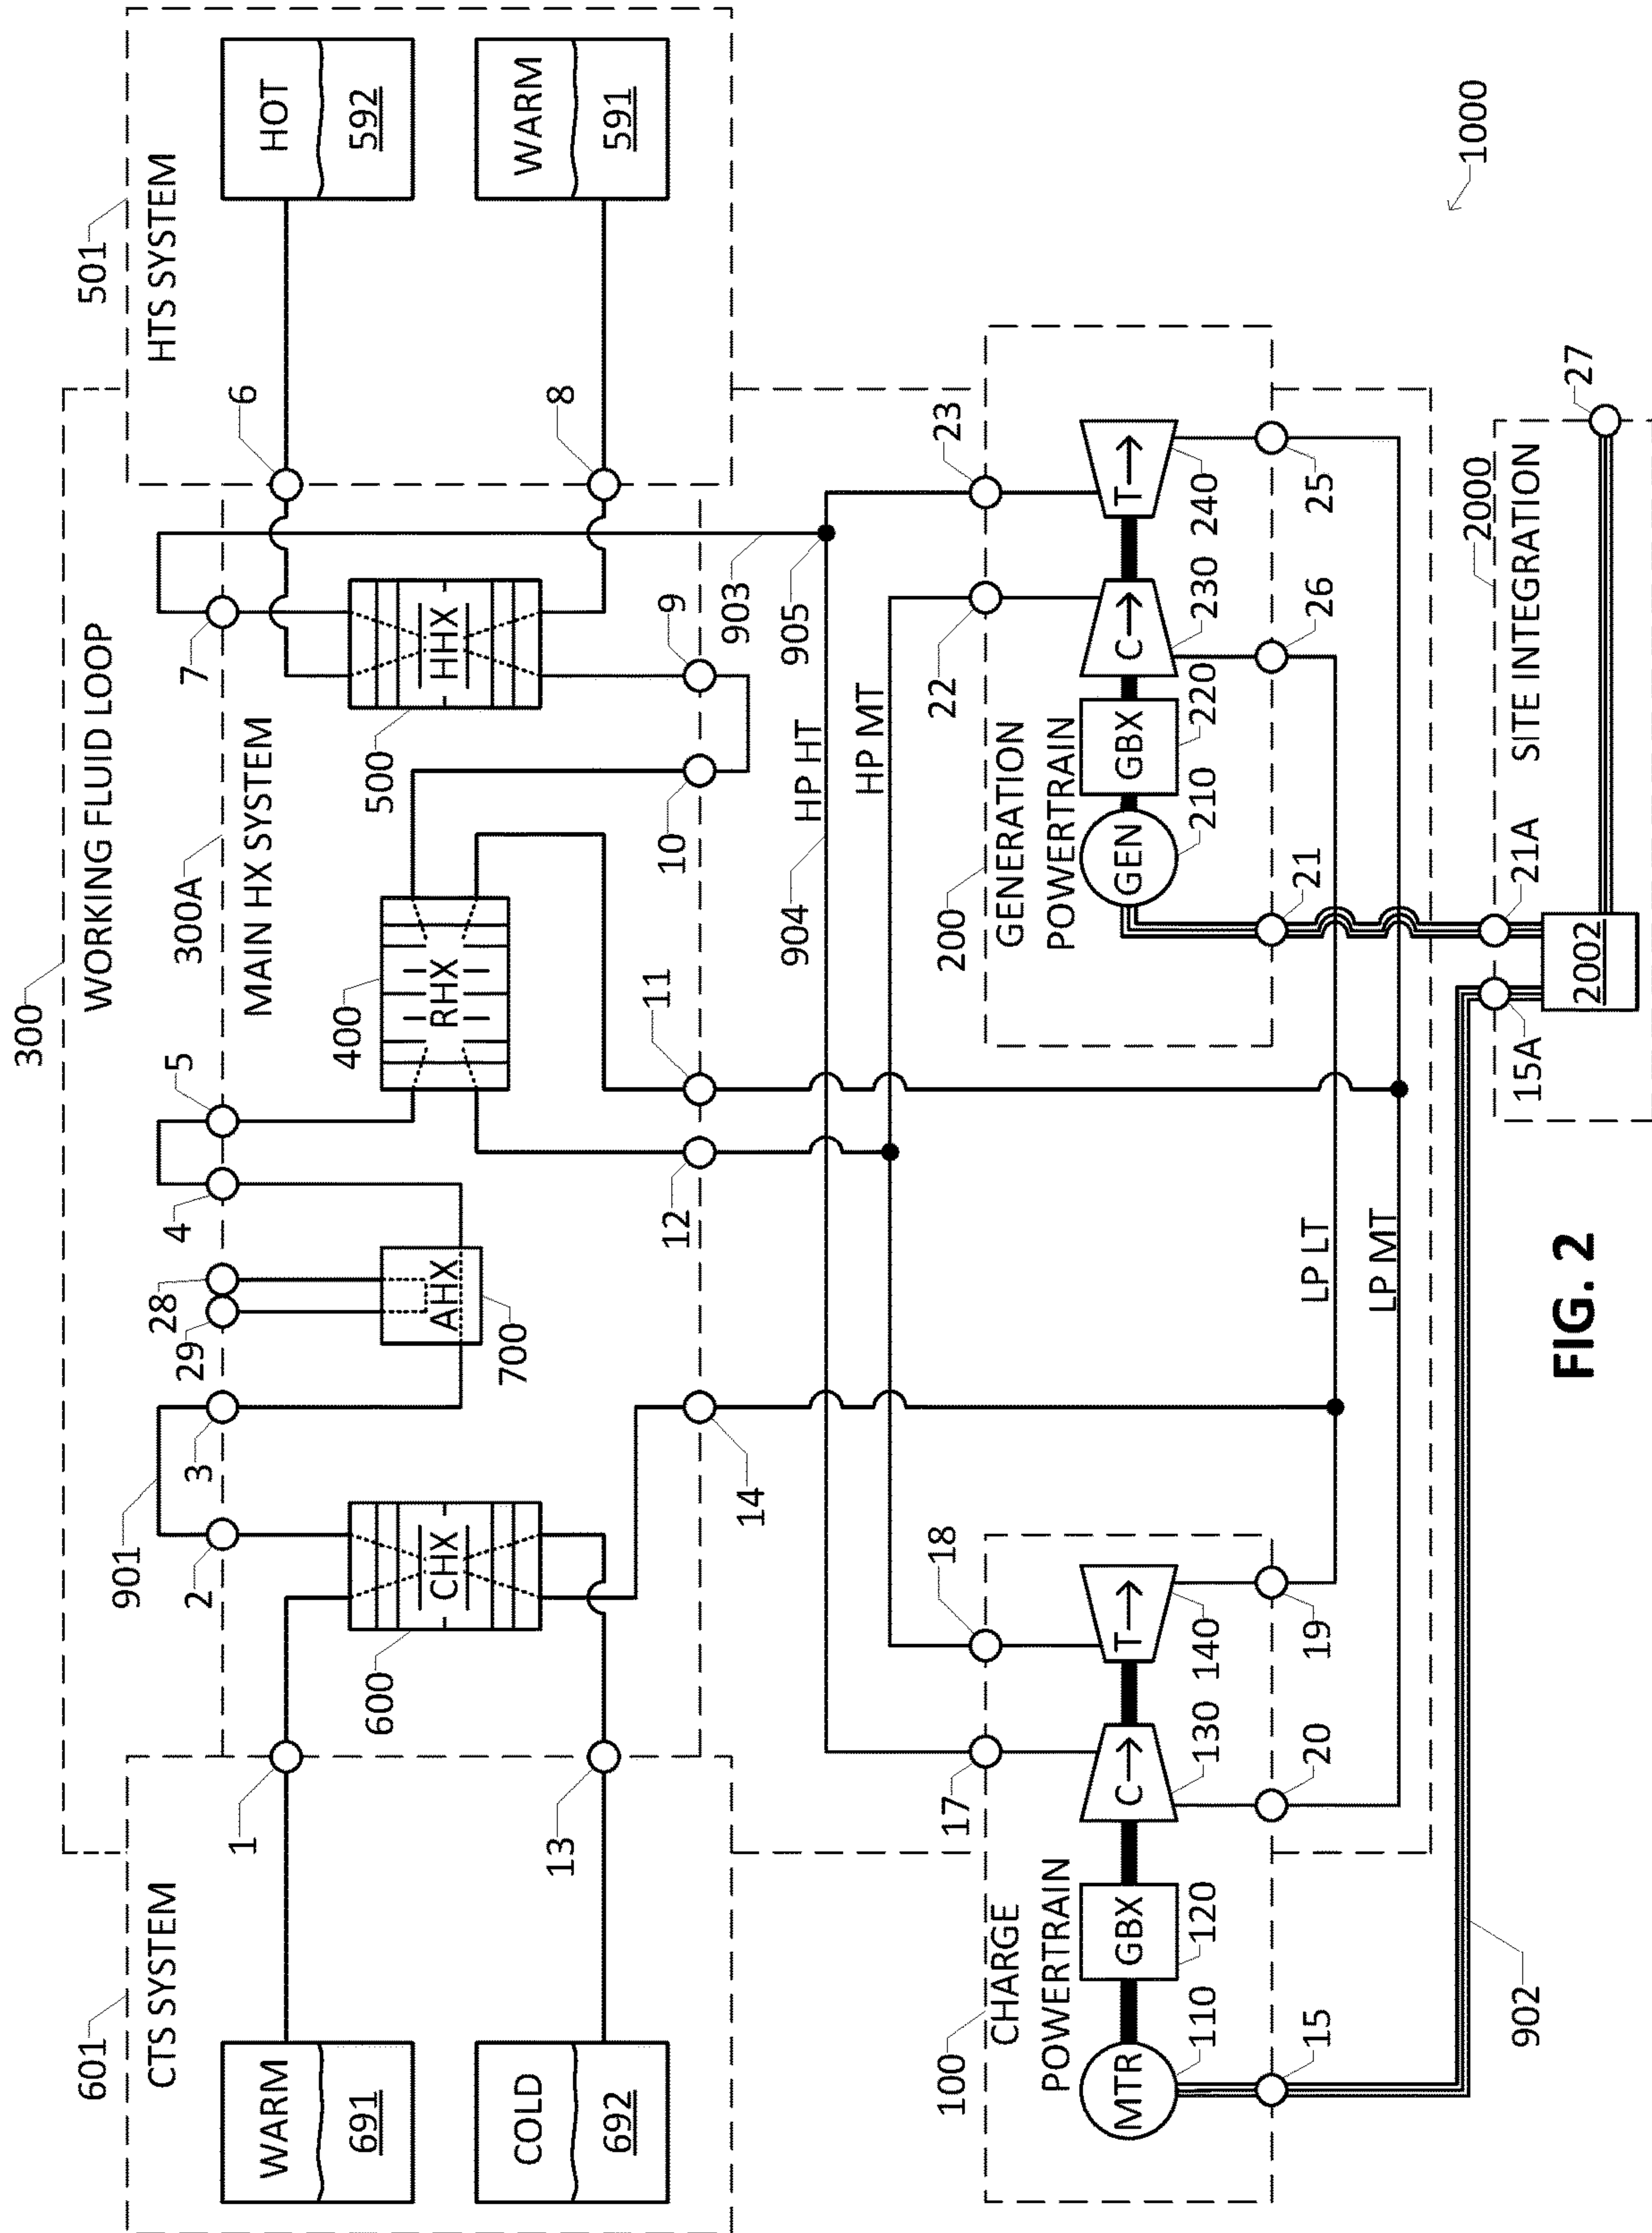 300
WORKING FLUID LOOP
601
CTS SYSTEM
WARM
691
COLD
692
1
13
901
2
3
29
28
4
5
300A
MAIN HX SYSTEM
7
6
8
501
HTS SYSTEM
HOT
592
WARM
591
CHX
600
AHX
700
RHX
400
HHX
500
14
12
11
10
9
903
905
904
HP HT
HP MT
17
18
22
23
100
CHARGE
POWERTRAIN
MTR
110
GBX
120
C
130
T
140
15
20
19
200
GENERATION
POWERTRAIN
GEN
210
GBX
220
C
230
T
240
21
26
25
LP LT
LP MT
902
15A
21A
2000
SITE INTEGRATION
2002
27
1000
FIG. 2